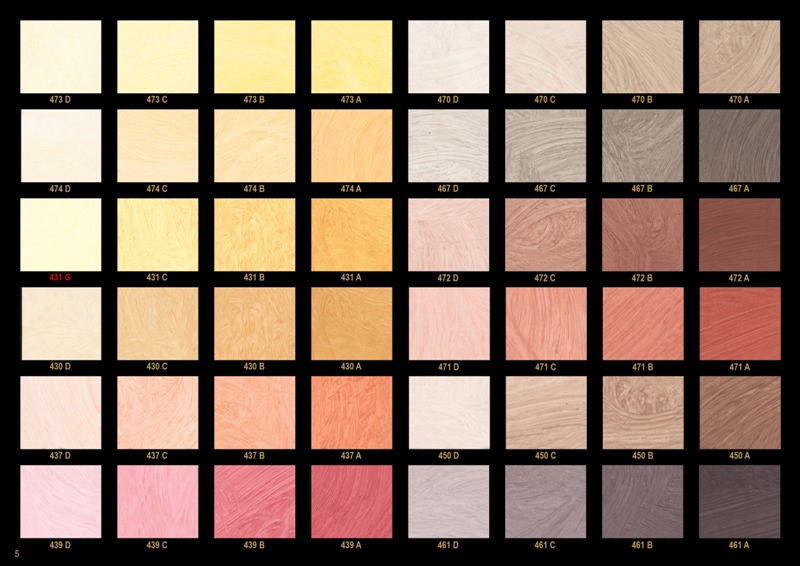 473 D 473 C 473 B 473 A 470 D 470 C 470 B 470 A
474 D 474 C 474 B 474 A 467 D 467 C 467 B 467 A
431 G 431 C 431 B 431 A 472 D 472 C 472 B 472 A
430 D 430 C 430 B 430 A 471 D 471 C 471 B 471 A
437 D 437 C 437 B 437 A 450 D 450 C 450 B 450 A
439 D 439 C 439 B 439 A 461 D 461 C 461 B 461 A
5